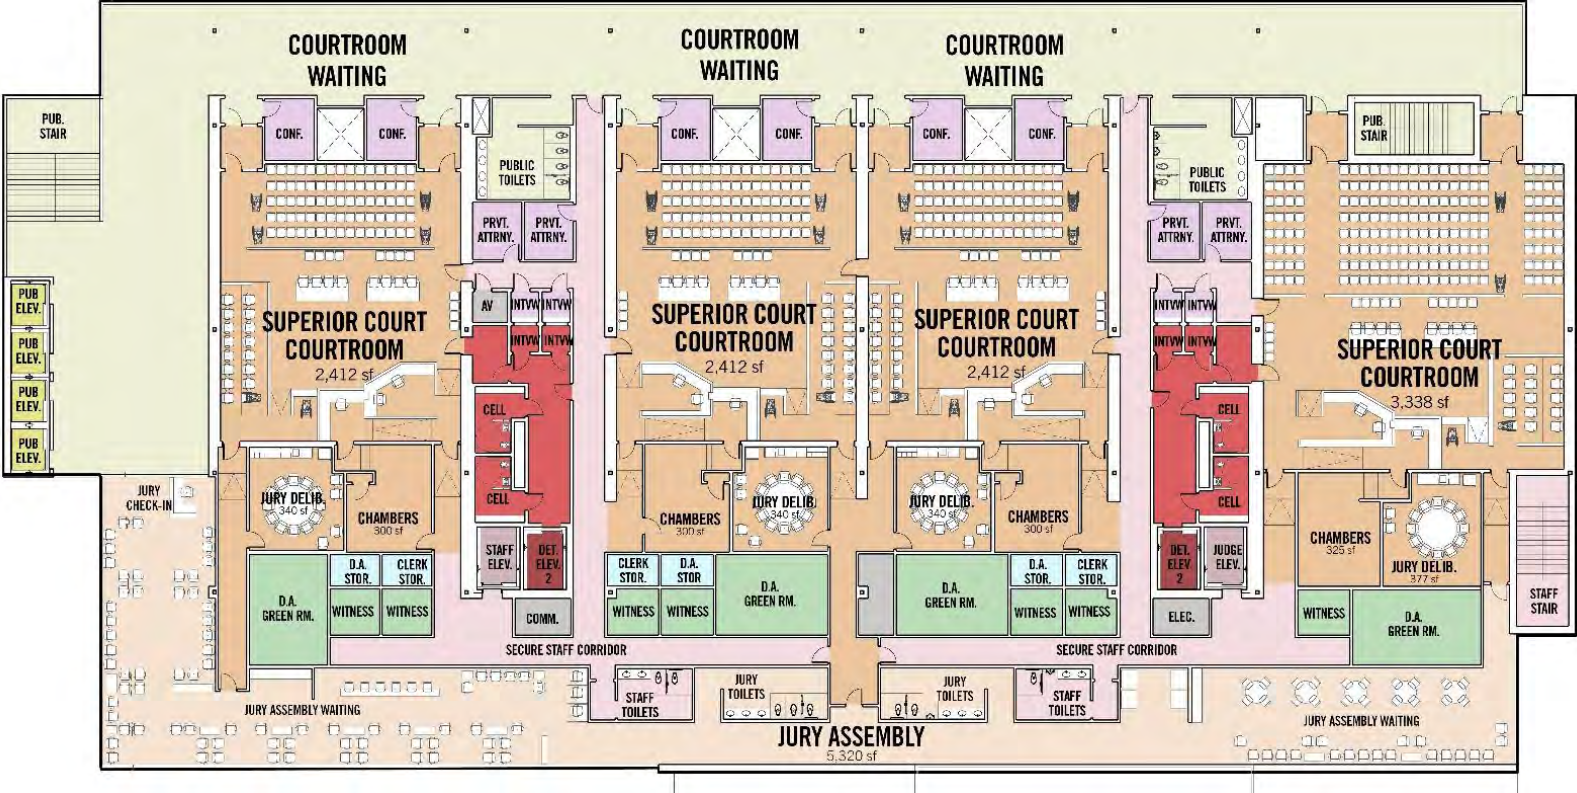 COURTROOM
WAITING
COURTROOM
WAITING
COURTROOM
WAITING
PUB.
STAIR
CONF.
CONF.
PUBLIC
TOILETS
CONF.
CONF.
CONF.
CONF.
PUBLIC
TOILETS
PUB.
STAIR
PRVT.
ATTRNY.
PRVT.
ATTRNY.
PRVT.
ATTRNY.
PRVT.
ATTRNY.
PUB
ELEV.
PUB
ELEV.
PUB
ELEV.
PUB
ELEV.
AV
INTVW
INTVW
INTVW
INTVW
INTVW
INTVW
INTVW
INTVW
SUPERIOR COURT
COURTROOM
2,412 sf
SUPERIOR COURT
COURTROOM
2,412 sf
SUPERIOR COURT
COURTROOM
2,412 sf
SUPERIOR COURT
COURTROOM
3,338 sf
CELL
CELL
CELL
CELL
JURY
CHECK-IN
JURY DELIB.
340 sf
CHAMBERS
300 sf
CHAMBERS
300 sf
JURY DELIB.
340 sf
JURY DELIB.
340 sf
CHAMBERS
300 sf
CHAMBERS
325 sf
JURY DELIB.
377 sf
STAFF
ELEV.
DET.
ELEV.
2
DET.
ELEV.
2
JUDGE
ELEV.
D.A.
STOR.
CLERK
STOR.
CLERK
STOR.
D.A.
STOR
D.A.
STOR.
CLERK
STOR.
D.A.
GREEN RM.
WITNESS
WITNESS
COMM.
WITNESS
WITNESS
D.A.
GREEN RM.
D.A.
GREEN RM.
WITNESS
WITNESS
ELEC.
WITNESS
D.A.
GREEN RM.
STAFF
STAIR
SECURE STAFF CORRIDOR
SECURE STAFF CORRIDOR
STAFF
TOILETS
JURY
TOILETS
JURY
TOILETS
STAFF
TOILETS
JURY ASSEMBLY WAITING
JURY ASSEMBLY WAITING
JURY ASSEMBLY
5,320 sf